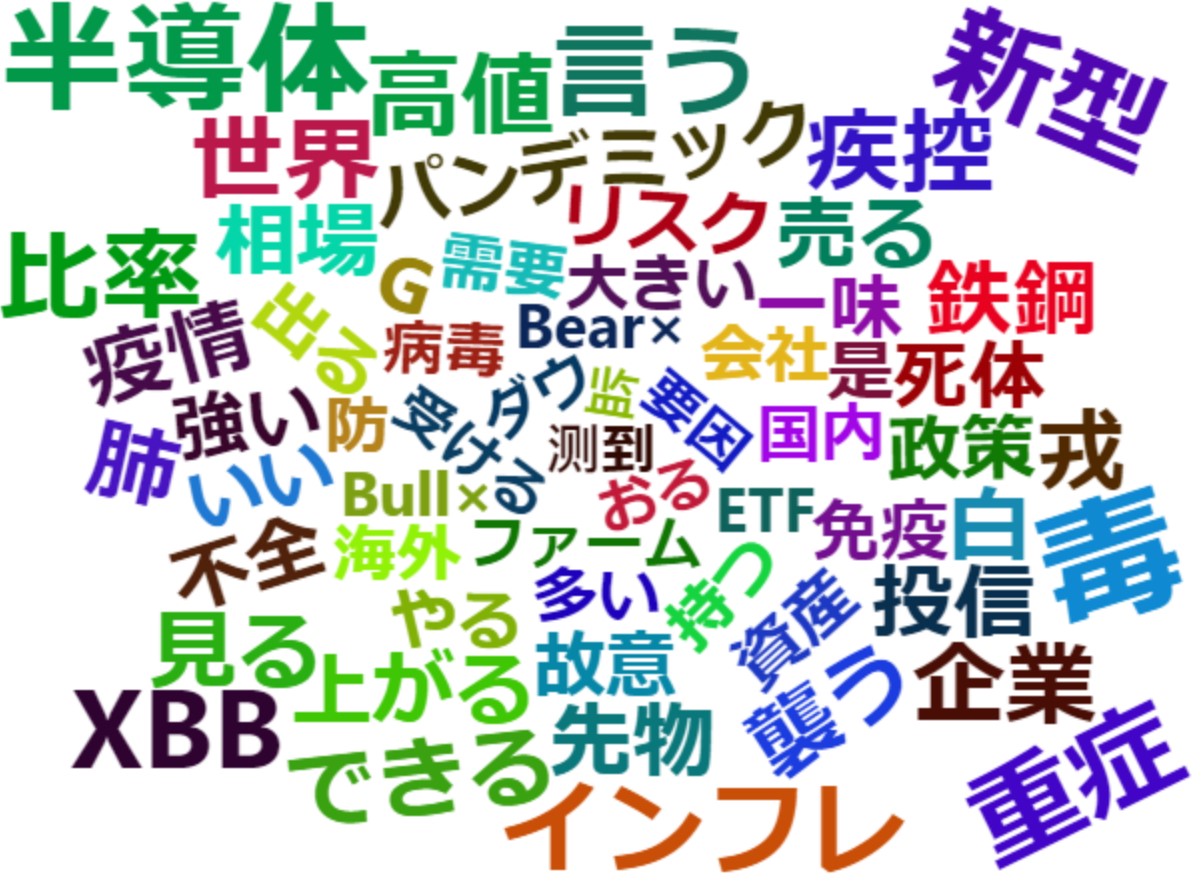 半導体
高値
言う
新型
世界
パンデミック
疾控
相場
リスク
売る
比率
G
需要
大きい
一味
鉄鋼
疫情
出る
病毒
Bear×
会社
是
死体
強い
防
受ける
ダウ
监
要因
国内
政策
戎
肺
いい
测到
Bull×
おる
ETF
免疫
白
毒
不全
海外
ファーム
多い
持つ
投信
やる
資産
見る
上がる
故意
襲う
企業
XBB
先物
できる
重症
インフレ